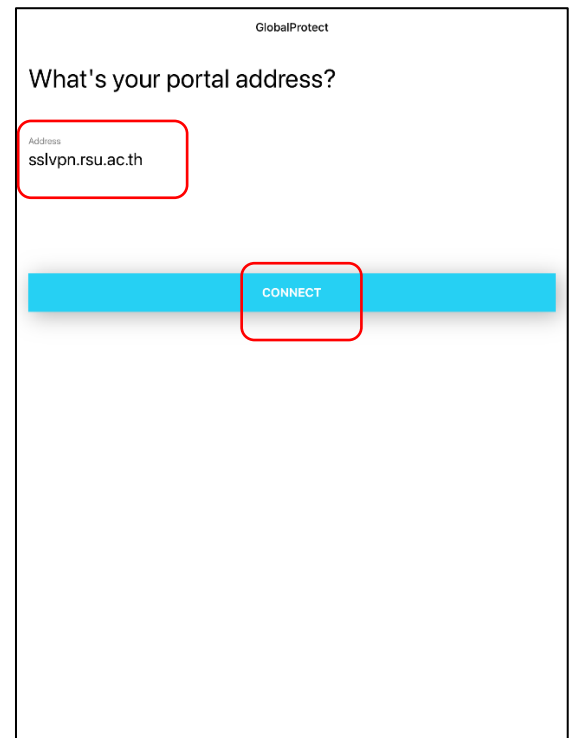 GlobalProtect
What's your portal address?
Address
sslvpn.rsu.ac.th
CONNECT